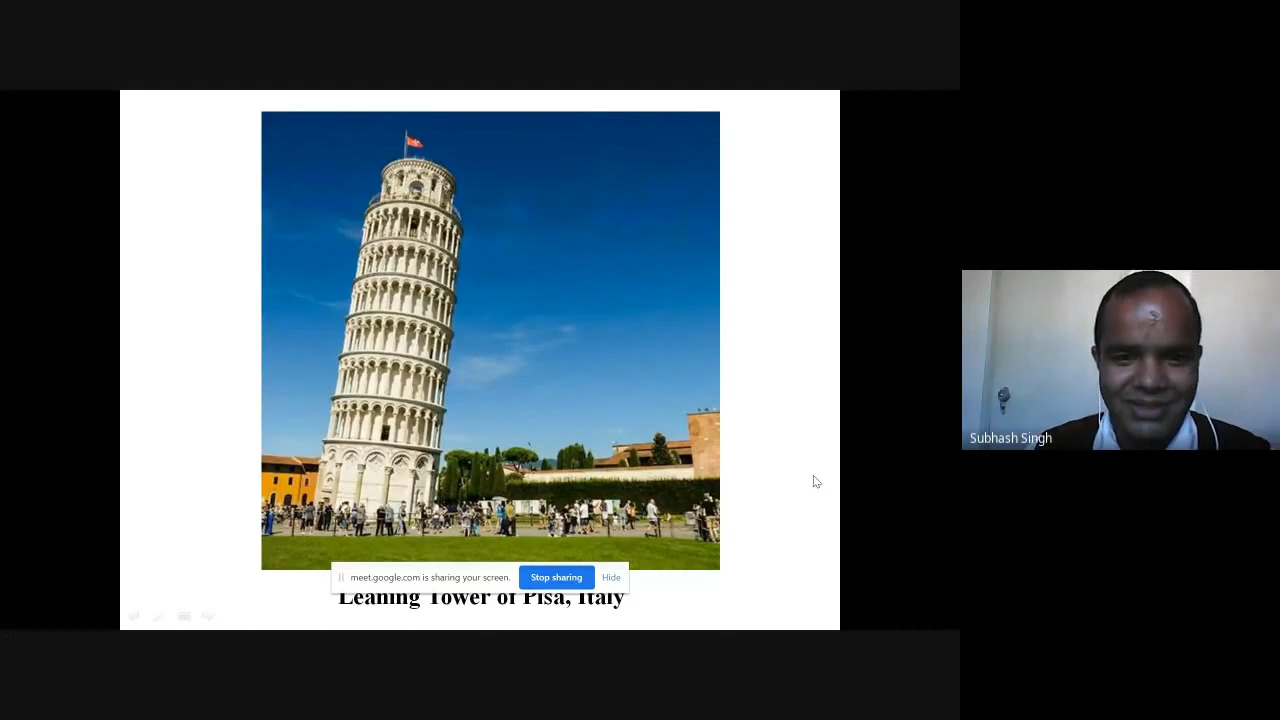 meet.google.com is sharing your screen. Stop sharing Hide
Leaning Tower of Pisa, Italy
Subhash Singh